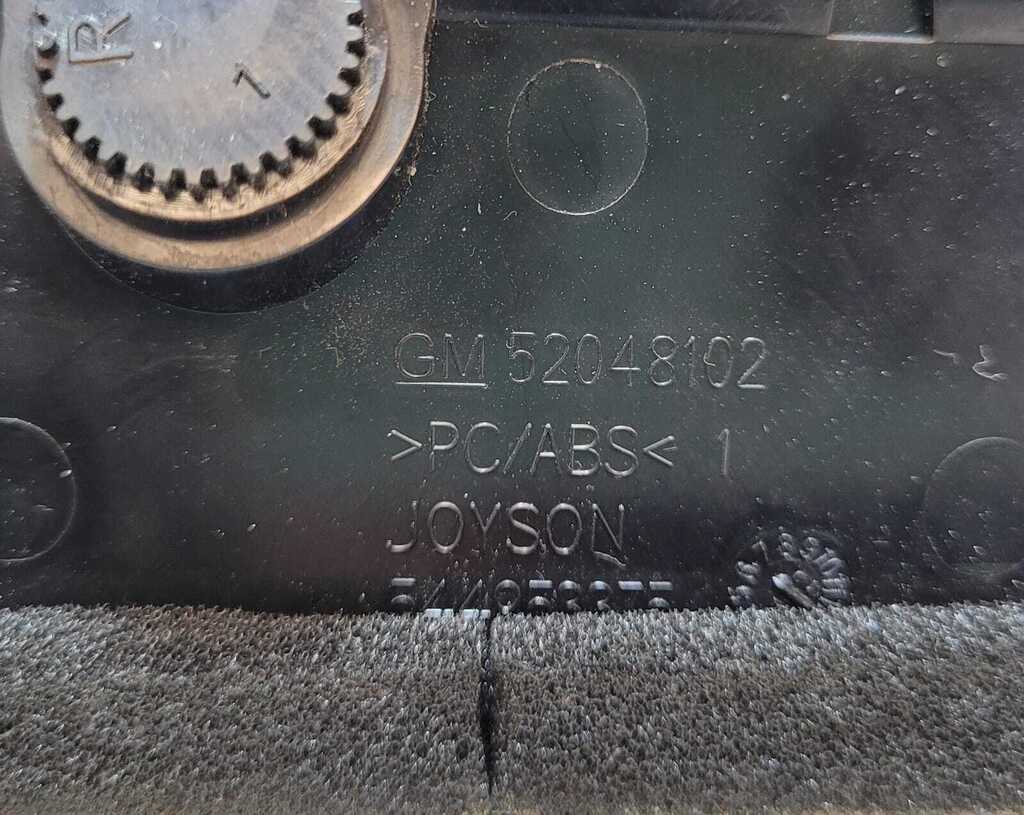 R
1
GM 52048102
>PC/ABS< 1
JOYSON